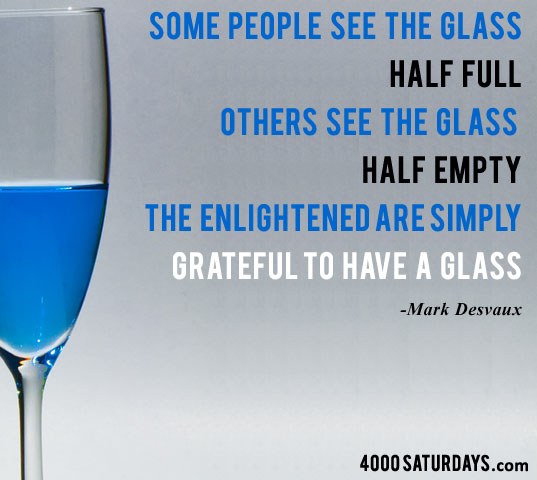 SOME PEOPLE SEE THE GLASS
HALF FULL
OTHERS SEE THE GLASS
HALF EMPTY
THE ENLIGHTENED ARE SIMPLY
GRATEFUL TO HAVE A GLASS
-Mark Desvaux
4000 SATURDAYS.com